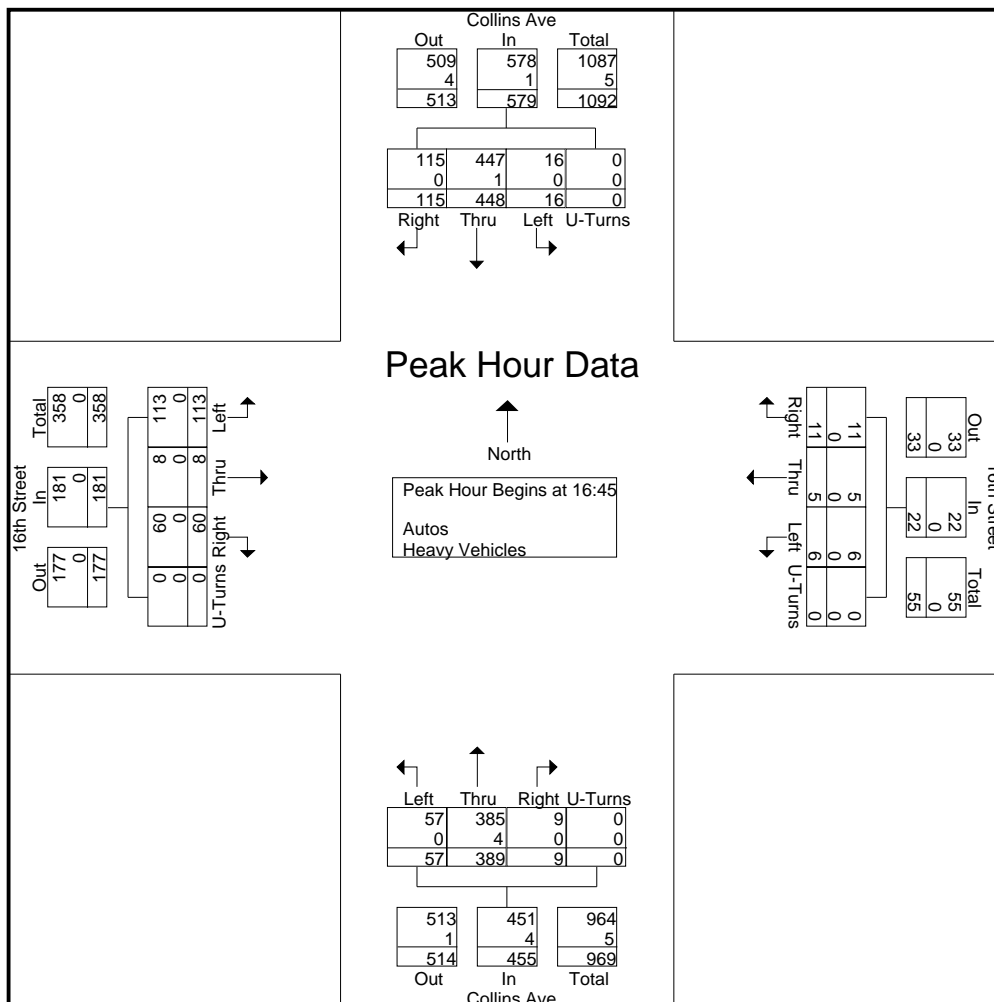 Collins Ave
Out In Total
509 578 1087
4 1 5
513 579 1092
115 447 16 0
0 1 0 0
115 448 16 0
Right Thru Left U-Turns
Peak Hour Data
North
Peak Hour Begins at 16:45
Autos
Heavy Vehicles
16th Street
Out In Total
177 181 358
0 0 0
177 181 358
U-Turns Right Thru Left
0 60 8 113
0 0 0 0
0 60 8 113
Street
Out In Total
33 22 55
0 0 0
33 22 55
11 5 6 0
0 0 0 0
11 5 6 0
Right Thru Left U-Turns
Left Thru Right U-Turns
57 385 9 0
0 4 0 0
57 389 9 0
513 451 964
1 4 5
514 455 969
Out In Total
Collins Ave